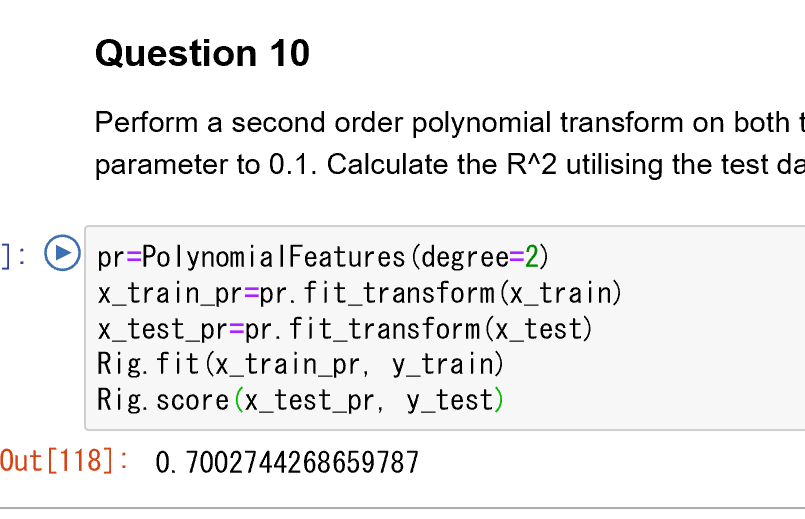 Question 10
Perform a second order polynomial transform on both t
parameter to 0.1. Calculate the R^2 utilising the test da
]:
pr=PolynomialFeatures(degree=2)
x_train_pr=pr.fit_transform(x_train)
x_test_pr=pr.fit_transform(x_test)
Rig.fit(x_train_pr, y_train)
Rig.score(x_test_pr, y_test)
Out[118]: 0.7002744268659787